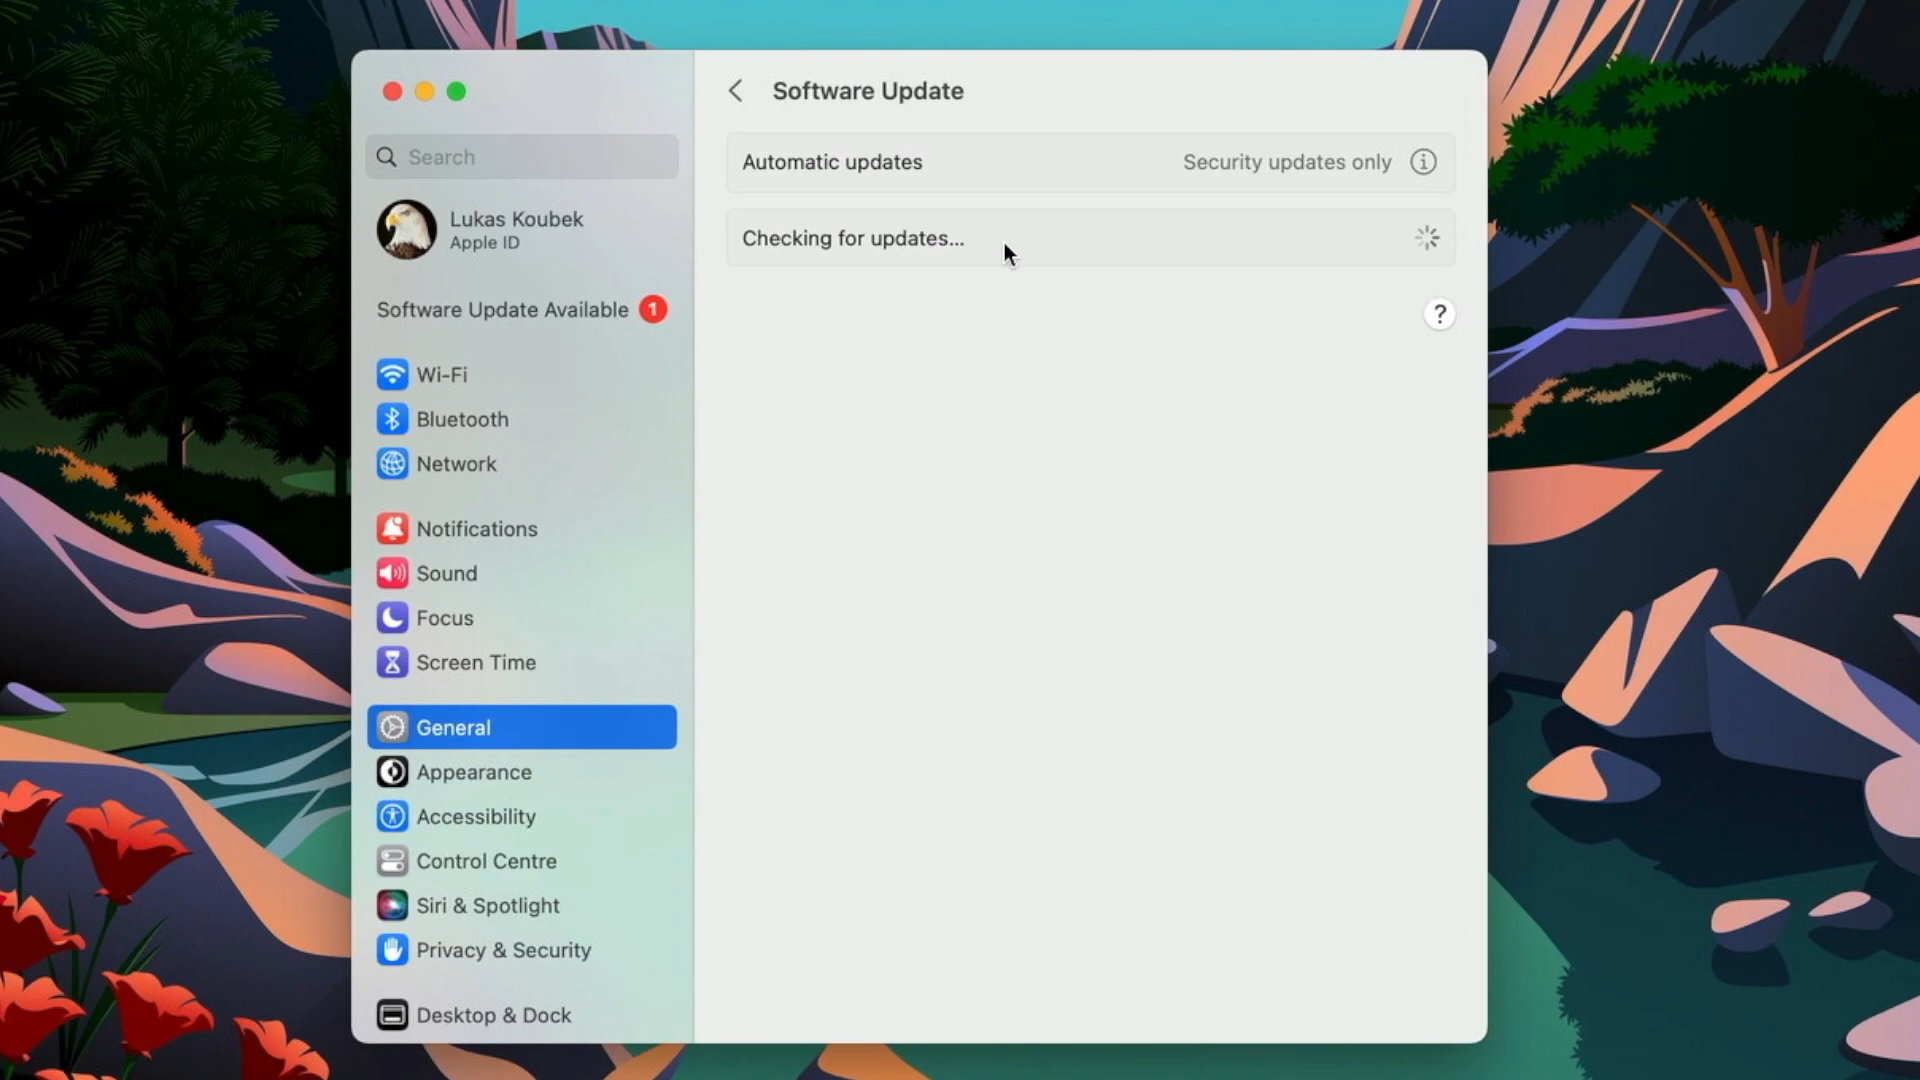 Software Update
Search
Automatic updates
Security updates only
Lukas Koubek
Apple ID
Checking for updates...
Software Update Available 1
?
Wi-Fi
Bluetooth
Network
Notifications
Sound
Focus
Screen Time
General
Appearance
Accessibility
Control Centre
Siri & Spotlight
Privacy & Security
Desktop & Dock